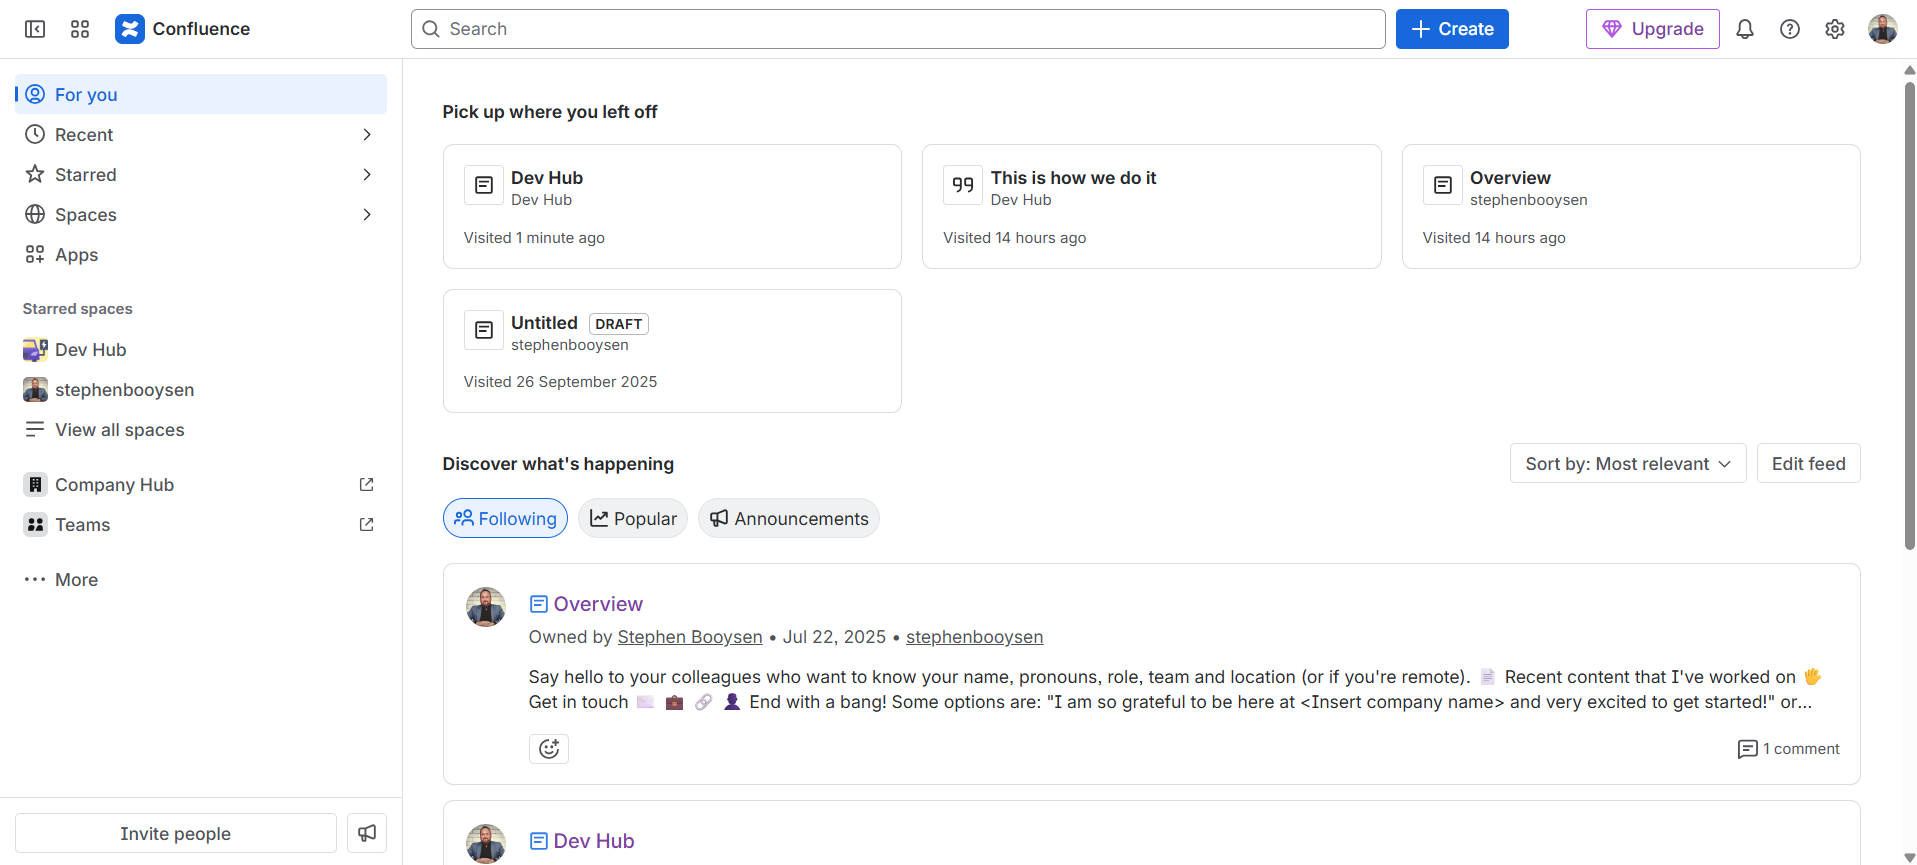 Confluence
Search
Create
Upgrade
For you
Recent
Starred
Spaces
Apps
Starred spaces
Dev Hub
stephenbooysen
View all spaces
Company Hub
Teams
More
Invite people
Pick up where you left off
Dev Hub
Dev Hub
Visited 1 minute ago
This is how we do it
Dev Hub
Visited 14 hours ago
Overview
stephenbooysen
Visited 14 hours ago
Untitled DRAFT
stephenbooysen
Visited 26 September 2025
Discover what's happening
Sort by: Most relevant
Edit feed
Following
Popular
Announcements
Overview
Owned by Stephen Booysen • Jul 22, 2025 • stephenbooysen
Say hello to your colleagues who want to know your name, pronouns, role, team and location (or if you're remote). 📄 Recent content that I've worked on 🖐
Get in touch ✉️ 💼 🔗 👤 End with a bang! Some options are: "I am so grateful to be here at <Insert company name> and very excited to get started!" or...
1 comment
Dev Hub